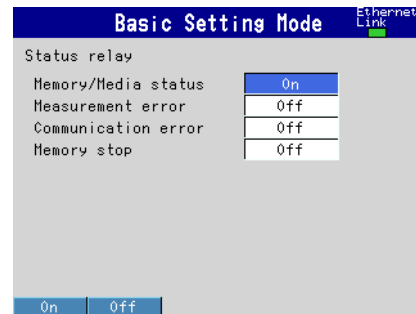 Basic Setting Mode
Ethernet
Link
Status relay
Memory/Media status On
Measurement error Off
Communication error Off
Memory stop Off
On Off